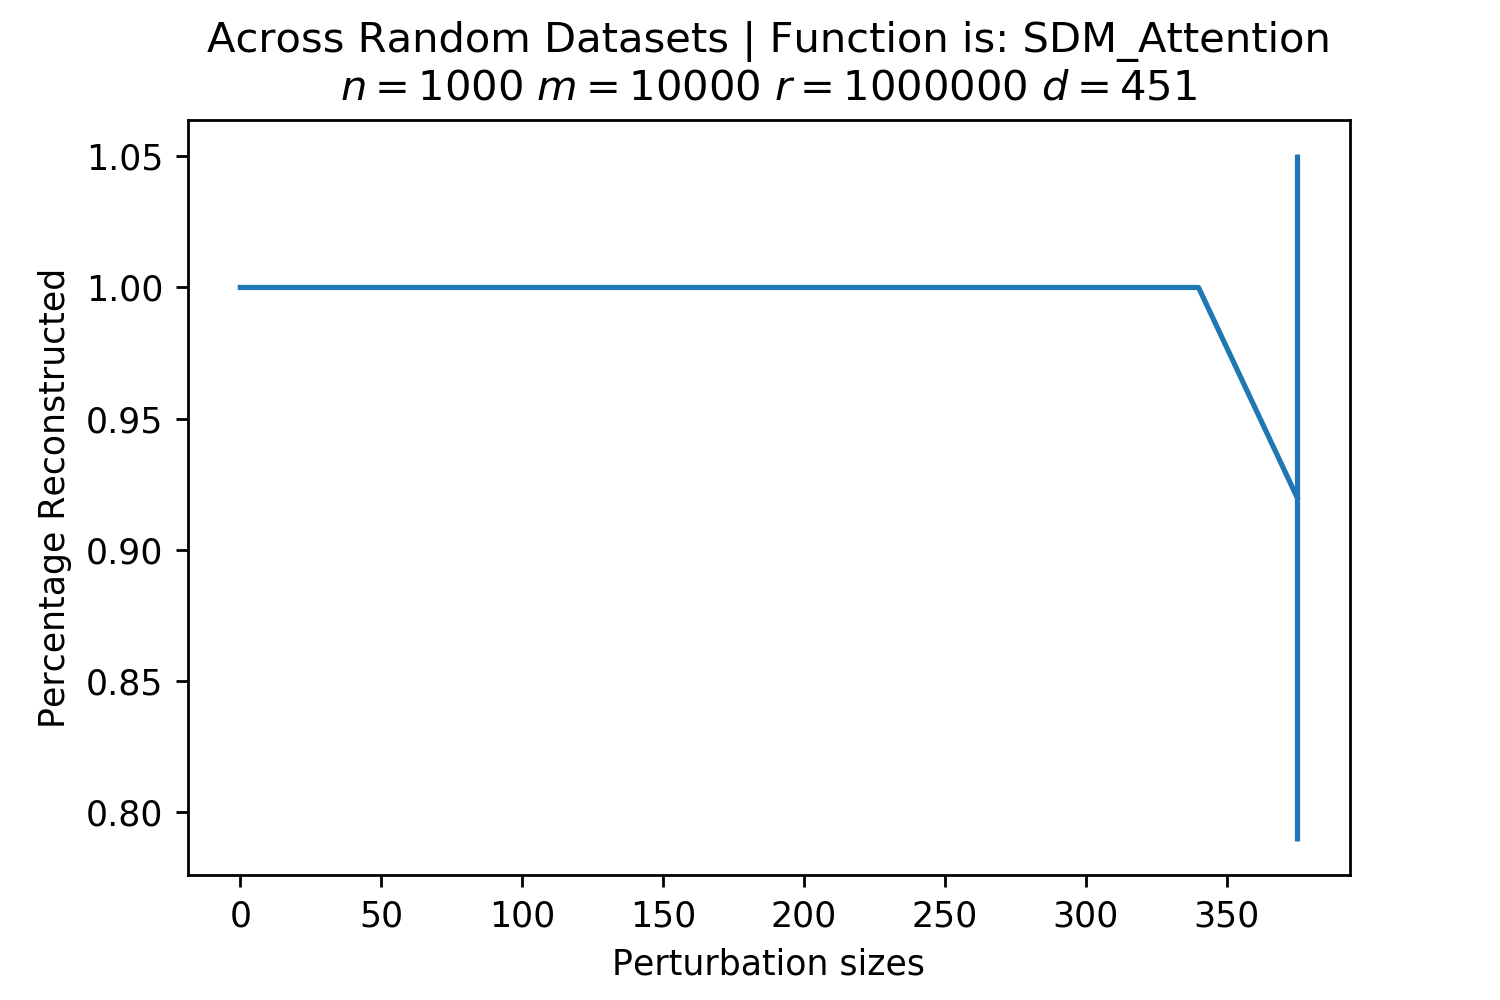 Across Random Datasets | Function is: SDM_Attention
n = 1000 m = 10000 r = 1000000 d = 451
1.05
1.00
0.95
0.90
0.85
0.80
Percentage Reconstructed
0 50 100 150 200 250 300 350
Perturbation sizes